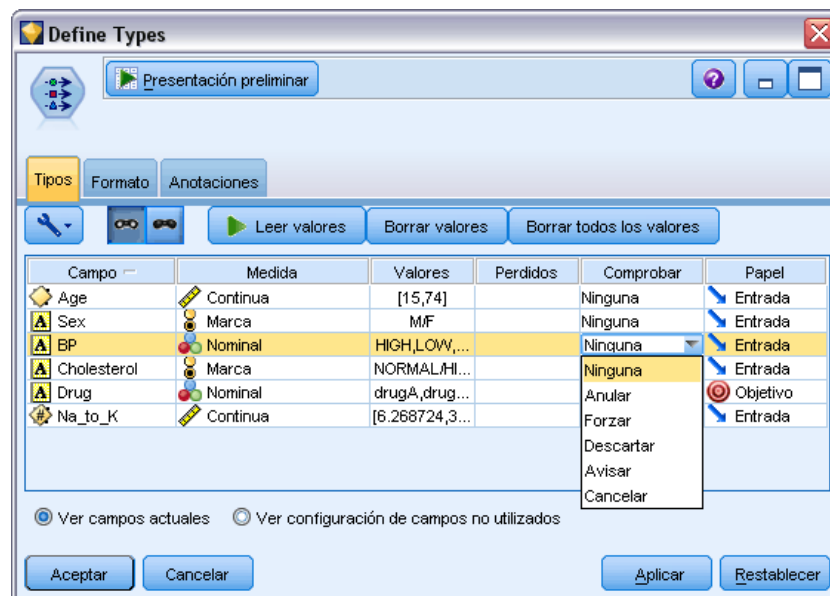 Define Types
Presentación preliminar
Tipos Formato Anotaciones
Leer valores Borrar valores Borrar todos los valores
Campo Medida Valores Perdidos Comprobar Papel
Age Continua [15,74] Ninguna Entrada
A Sex Marca M/F Ninguna Entrada
A BP Nominal HIGH,LOW,... Ninguna Entrada
A Cholesterol Marca NORMAL/HI... Ninguna Entrada
A Drug Nominal drugA,drug... Anular Objetivo
# Na_to_K Continua [6.268724,3... Forzar Entrada
Descartar
Avisar
Cancelar
Ver campos actuales Ver configuración de campos no utilizados
Aceptar Cancelar Aplicar Restablecer